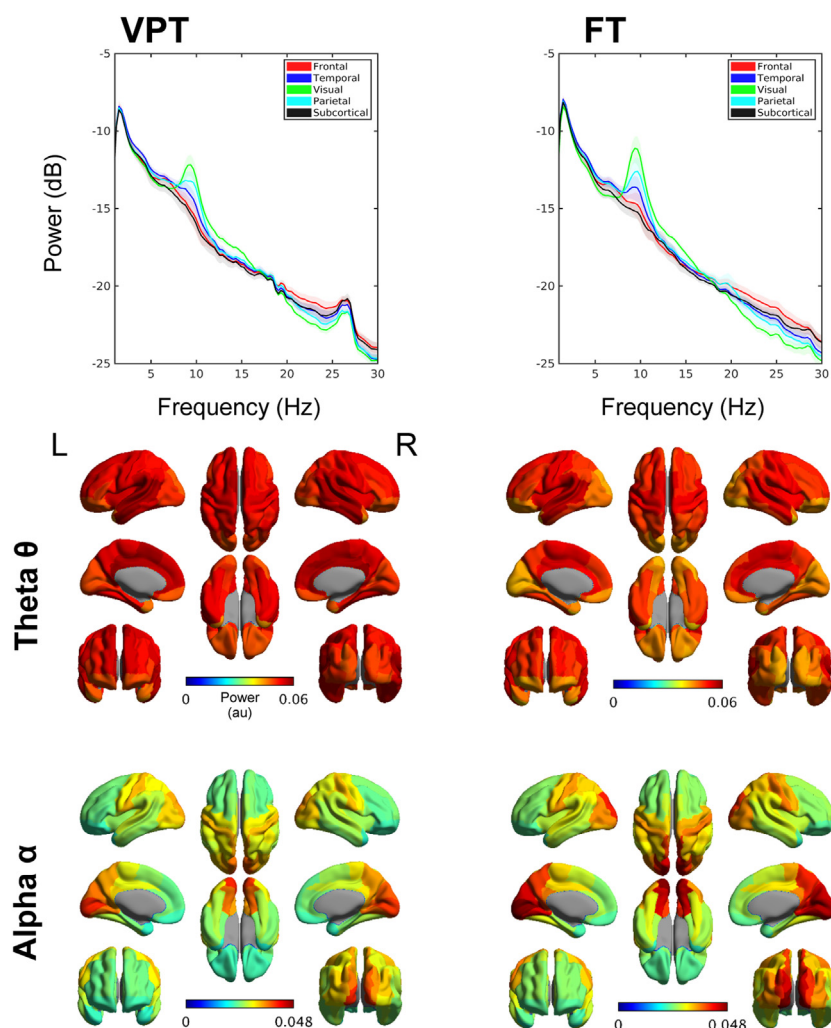 VPT
FT
-5
-10
-15
-20
-25
Power (dB)
Frontal
Temporal
Visual
Parietal
Subcortical
5 10 15 20 25 30
Frequency (Hz)
-5
-10
-15
-20
-25
Frontal
Temporal
Visual
Parietal
Subcortical
5 10 15 20 25 30
Frequency (Hz)
L R
Theta θ
0 Power 0.06
(au)
0 0.06
Alpha α
0 0.048
0 0.048